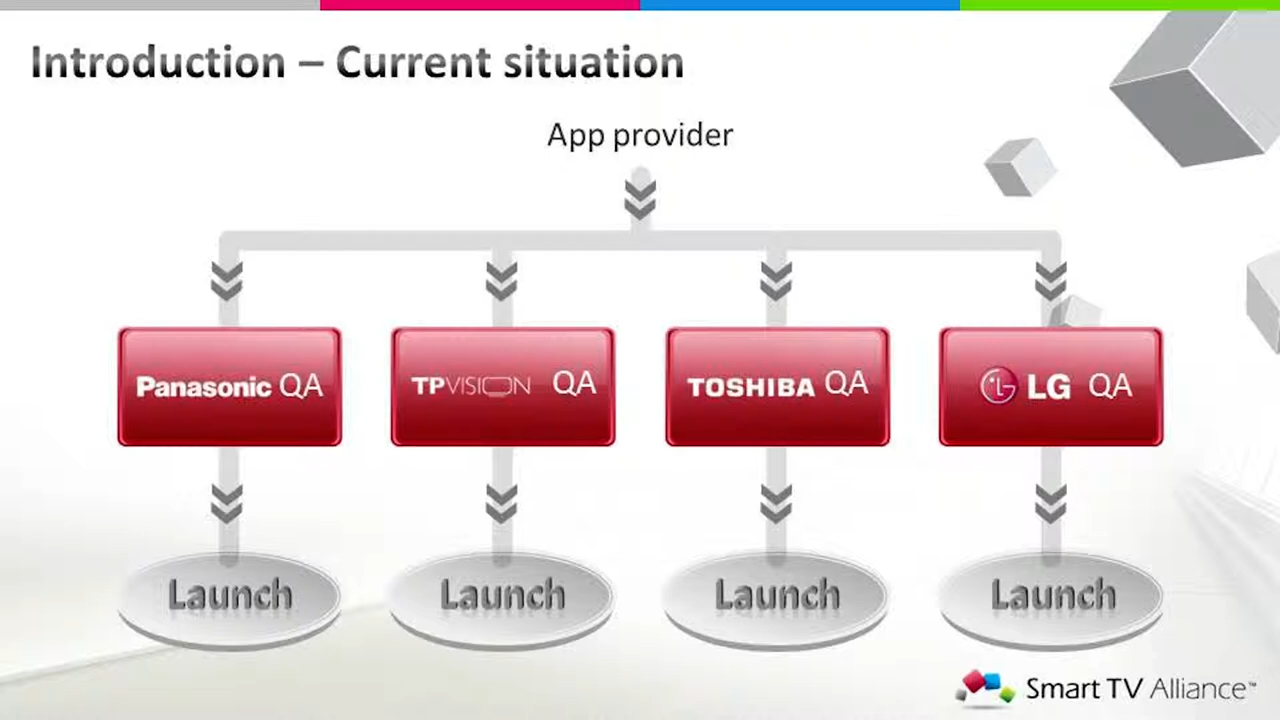 Introduction – Current situation
App provider
Panasonic QA
TPVISION QA
TOSHIBA QA
LG LG QA
Launch
Launch
Launch
Launch
Smart TV Alliance™